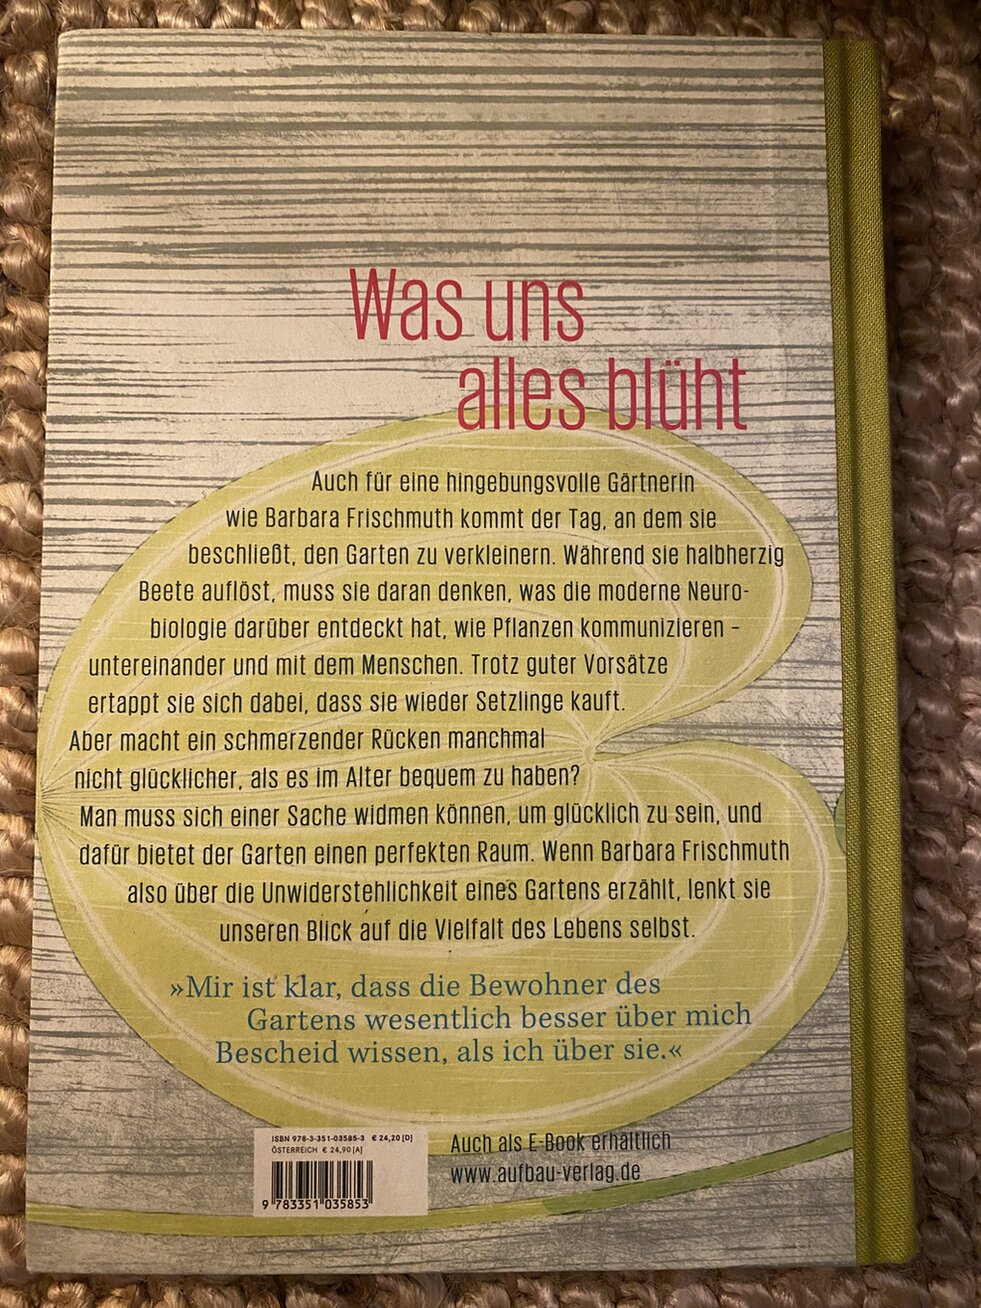 Was uns
alles blüht
Auch für eine hingebungsvolle Gärtnerin
wie Barbara Frischmuth kommt der Tag, an dem sie
beschließt, den Garten zu verkleinern. Während sie halbherzig
Beete auflöst, muss sie daran denken, was die moderne Neuro-
biologie darüber entdeckt hat, wie Pflanzen kommunizieren –
untereinander und mit dem Menschen. Trotz guter Vorsätze
ertappt sie sich dabei, dass sie wieder Setzlinge kauft.
Aber macht ein schmerzender Rücken manchmal
nicht glücklicher, als es im Alter bequem zu haben?
Man muss sich einer Sache widmen können, um glücklich zu sein, und
dafür bietet der Garten einen perfekten Raum. Wenn Barbara Frischmuth
also über die Unwiderstehlichkeit eines Gartens erzählt, lenkt sie
unseren Blick auf die Vielfalt des Lebens selbst.
»Mir ist klar, dass die Bewohner des
Gartens wesentlich besser über mich
Bescheid wissen, als ich über sie.«
ISBN 978-3-351-03585-3 € 24,20 [D]
ÖSTERREICH € 24,90 [A]
9 783351 035853
Auch als E-Book erhältlich
www.aufbau-verlag.de